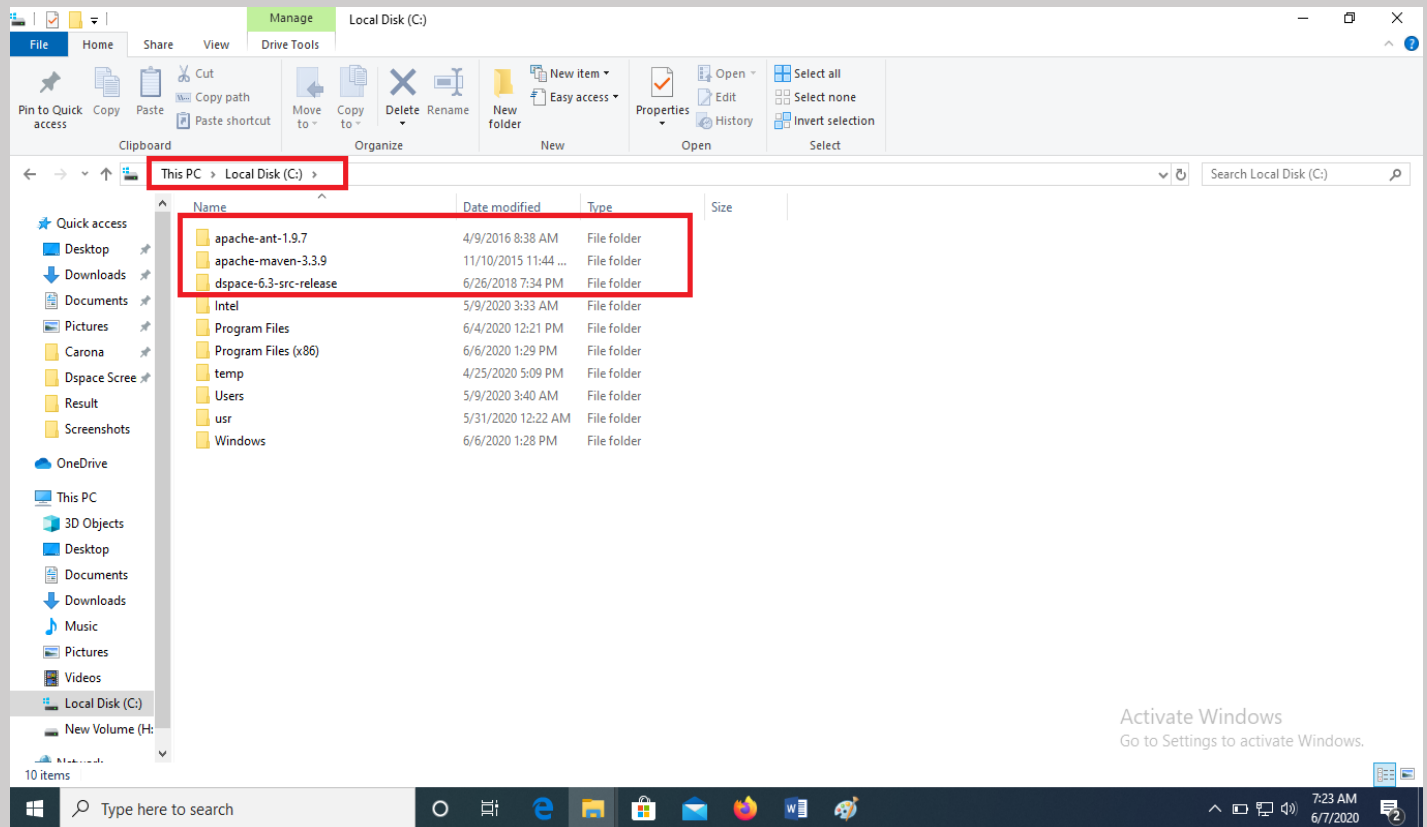 Manage Local Disk (C:)
File Home Share View Drive Tools
Pin to Quick access
Copy
Paste
Cut
Copy path
Paste shortcut
Clipboard
Move to
Copy to
Delete
Rename
Organize
New folder
New item
Easy access
New
Properties
Open
Edit
History
Open
Select all
Select none
Invert selection
Select
This PC > Local Disk (C:) >
Search Local Disk (C:)
Name Date modified Type Size
apache-ant-1.9.7 4/9/2016 8:38 AM File folder
apache-maven-3.3.9 11/10/2015 11:44 ... File folder
dspace-6.3-src-release 6/26/2018 7:34 PM File folder
Intel 5/9/2020 3:33 AM File folder
Program Files 6/4/2020 12:21 PM File folder
Program Files (x86) 6/6/2020 1:29 PM File folder
temp 4/25/2020 5:09 PM File folder
Users 5/9/2020 3:40 AM File folder
usr 5/31/2020 12:22 AM File folder
Windows 6/6/2020 1:28 PM File folder
Quick access
Desktop
Downloads
Documents
Pictures
Carona
Dspace Scree
Result
Screenshots
OneDrive
This PC
3D Objects
Desktop
Documents
Downloads
Music
Pictures
Videos
Local Disk (C:)
New Volume (H:
Activate Windows
Go to Settings to activate Windows.
10 items
Type here to search
7:23 AM
6/7/2020
2